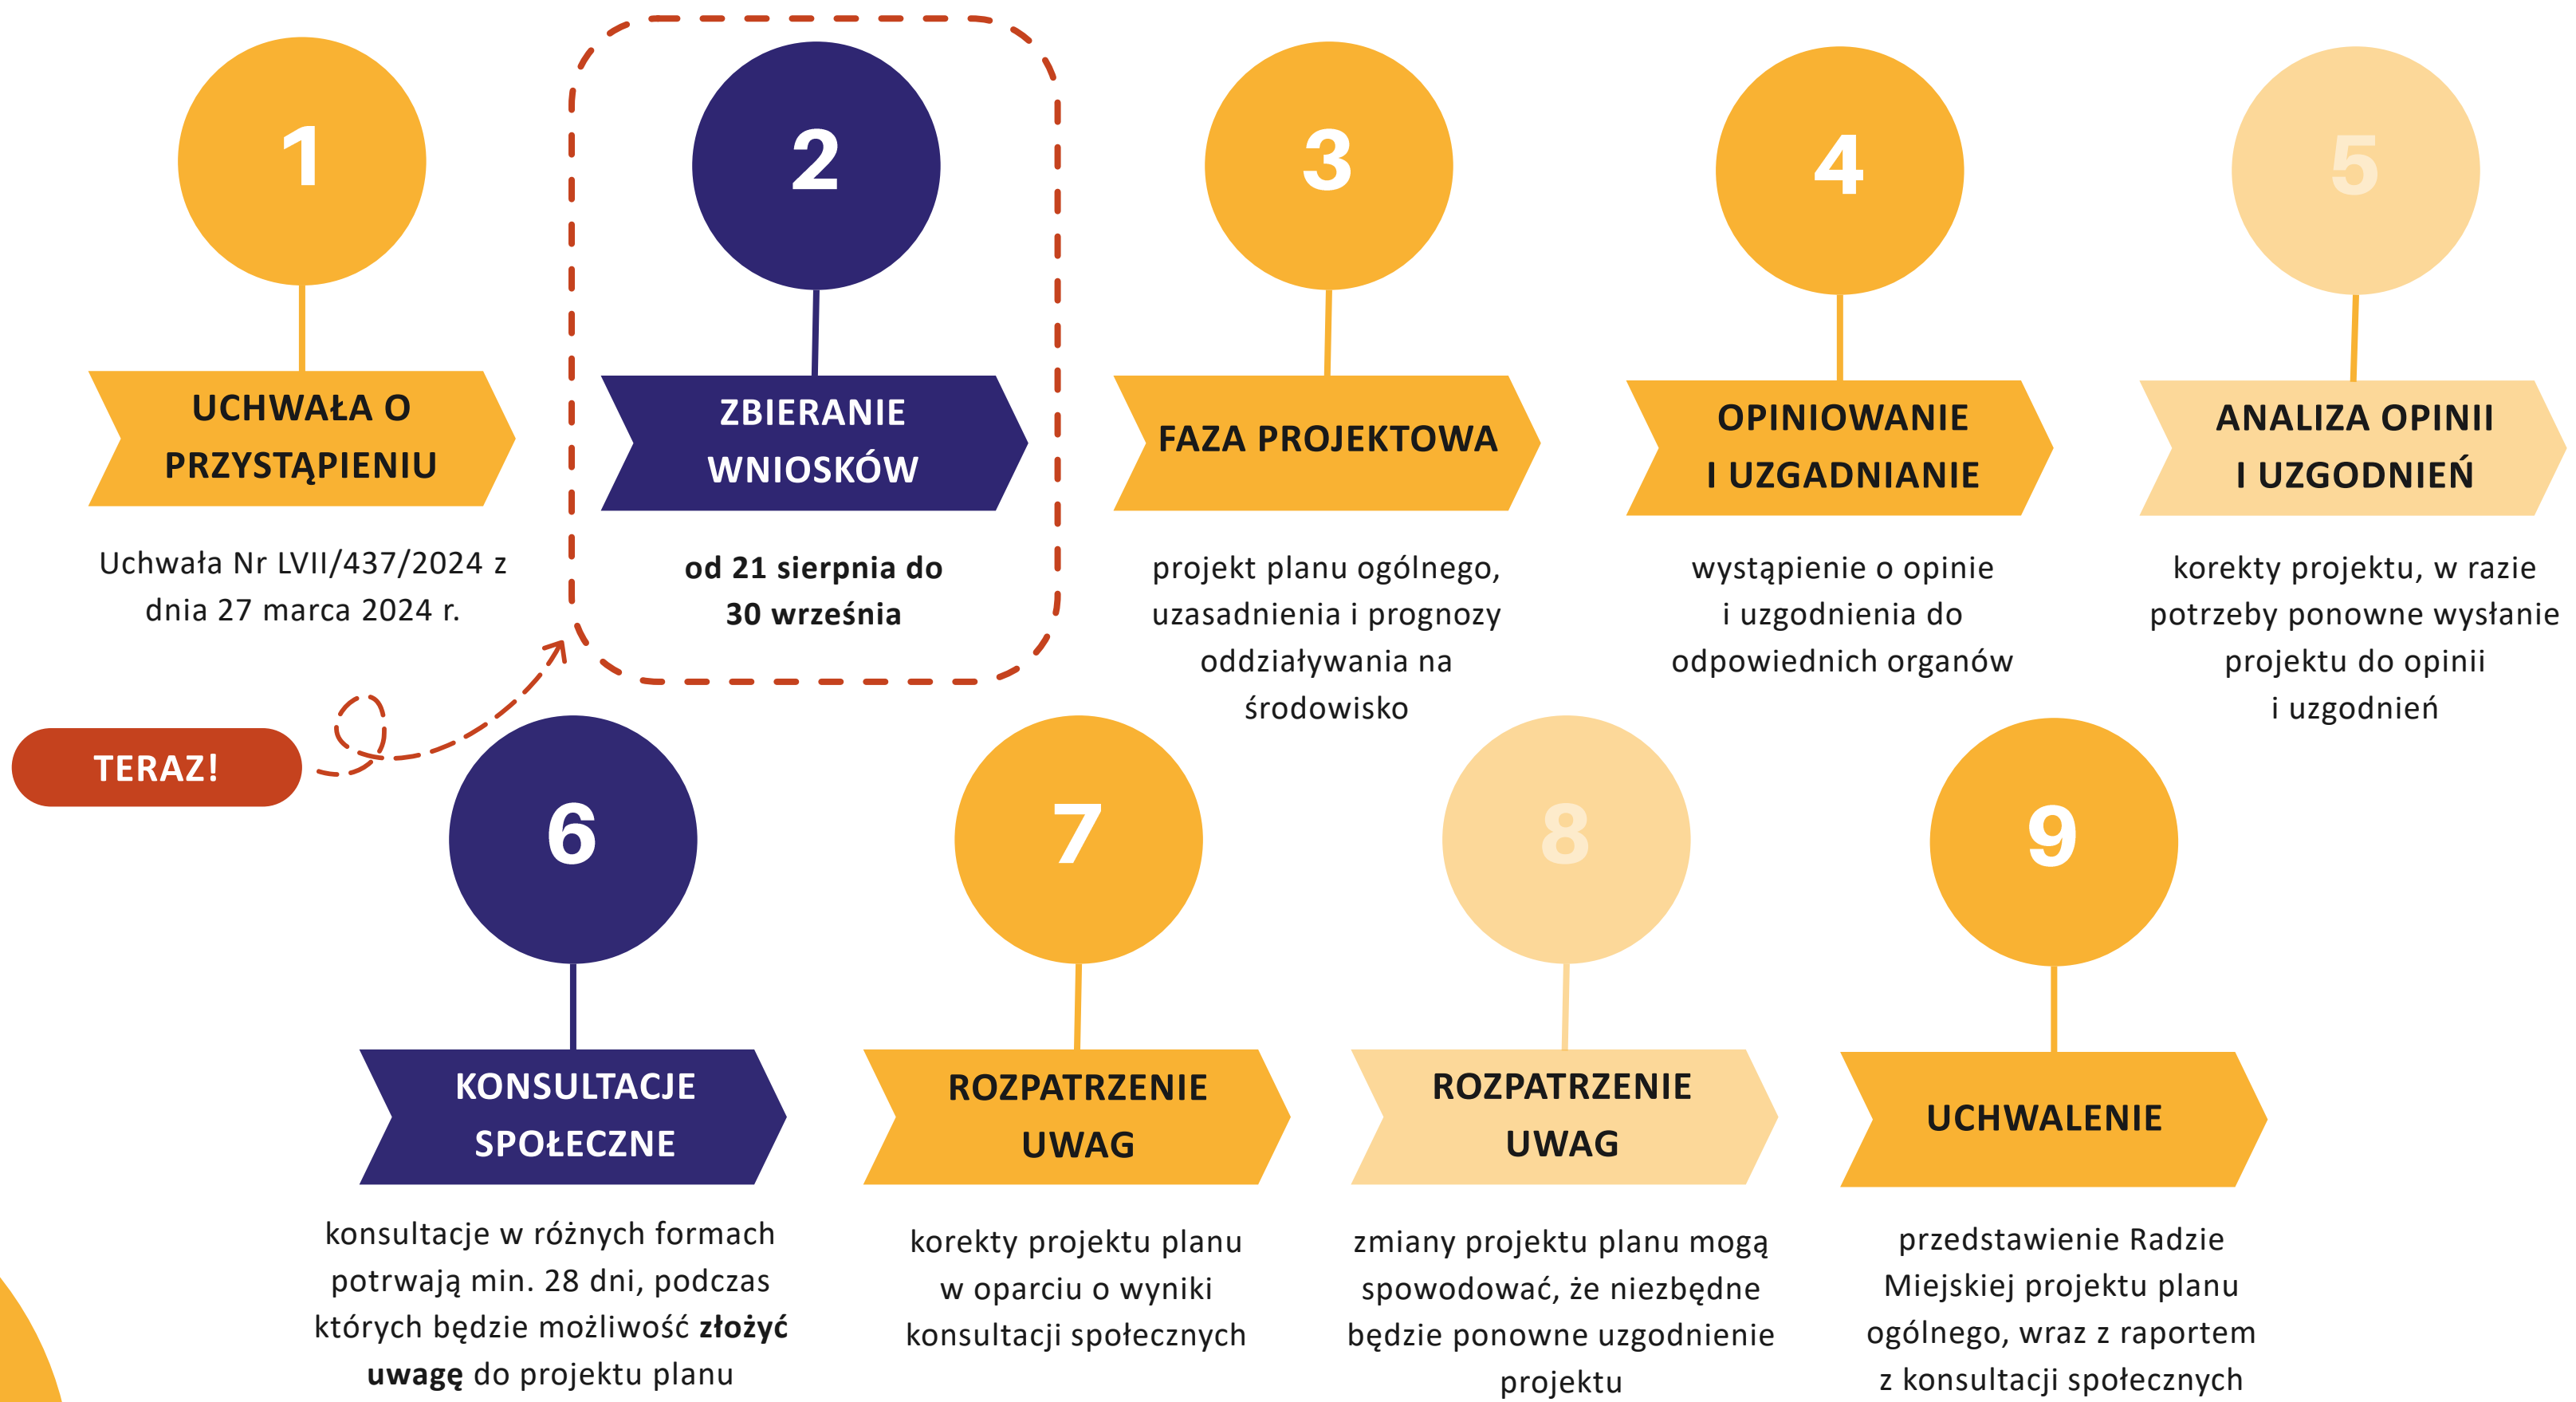 1
UCHWAŁA O
PRZYSTĄPIENIU
Uchwała Nr LVII/437/2024 z
dnia 27 marca 2024 r.
2
ZBIERANIE
WNIOSKÓW
od 21 sierpnia do
30 września
3
FAZA PROJEKTOWA
projekt planu ogólnego,
uzasadnienia i prognozy
oddziaływania na
środowisko
4
OPINIOWANIE
I UZGADNIANIE
wystąpienie o opinie
i uzgodnienia do
odpowiednich organów
5
ANALIZA OPINII
I UZGODNIEŃ
korekty projektu, w razie
potrzeby ponowne wysłanie
projektu do opinii
i uzgodnień
TERAZ!
6
KONSULTACJE
SPOŁECZNE
konsultacje w różnych formach
potrwają min. 28 dni, podczas
których będzie możliwość złożyć
uwagę do projektu planu
7
ROZPATRZENIE
UWAG
korekty projektu planu
w oparciu o wyniki
konsultacji społecznych
8
ROZPATRZENIE
UWAG
zmiany projektu planu mogą
spowodować, że niezbędne
będzie ponowne uzgodnienie
projektu
9
UCHWALENIE
przedstawienie Radzie
Miejskiej projektu planu
ogólnego, wraz z raportem
z konsultacji społecznych